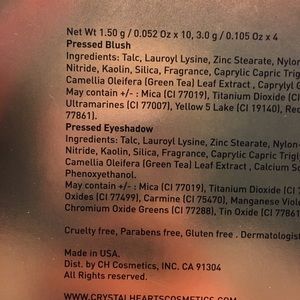 Net Wt 1.50 g / 0.052 Oz x 10, 3.0 g / 0.105 Oz x 4
Pressed Blush
Ingredients: Talc, Lauroyl Lysine, Zinc Stearate, Nylon-
Nitride, Kaolin, Silica, Fragrance, Caprylic Capric Trig
Camellia Oleifera (Green Tea) Leaf Extract , Caprylyl G
May contain +/- : Mica (CI 77019), Titanium Dioxide (CI
Ultramarines (CI 77007), Yellow 5 Lake (CI 19140), Red
77861).
Pressed Eyeshadow
Ingredients: Talc, Lauroyl Lysine, Zinc Stearate, Nylon-
Nitride, Kaolin, Silica, Fragrance, Caprylic Capric Trigl
Camellia Oleifera (Green Tea) Leaf Extract , Calcium So
Phenoxyethanol.
May contain +/- : Mica (CI 77019), Titanium Dioxide (CI
Oxides (CI 77499), Carmine (CI 75470), Manganese Viole
Chromium Oxide Greens (CI 77288), Tin Oxide (CI 77861
Cruelty free, Parabens free, Gluten free . Dermatologist
Made in USA.
Dist. by CH Cosmetics, INC. CA 91304
All Rights reserved.
WWW.CRYSTALHEARTSCOSMETICS.COM